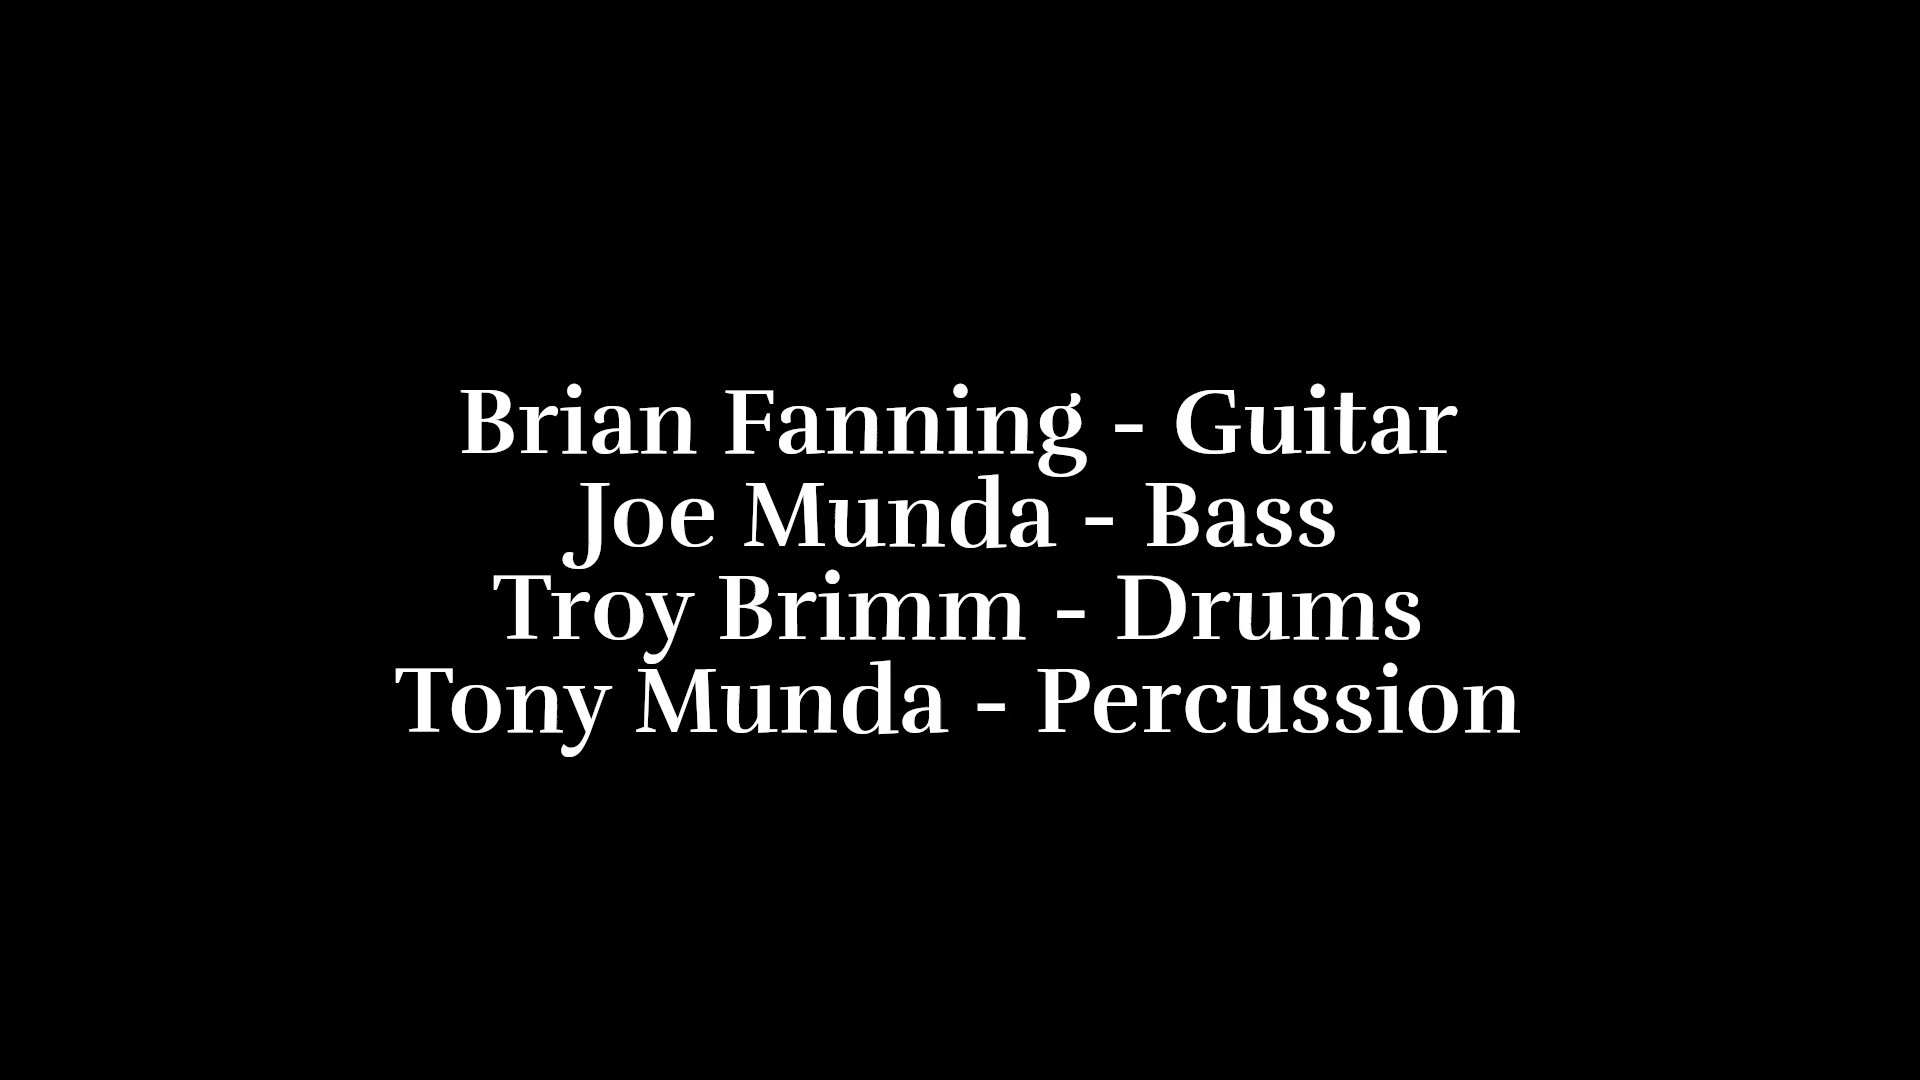 Brian Fanning - Guitar
Joe Munda - Bass
Troy Brimm - Drums
Tony Munda - Percussion